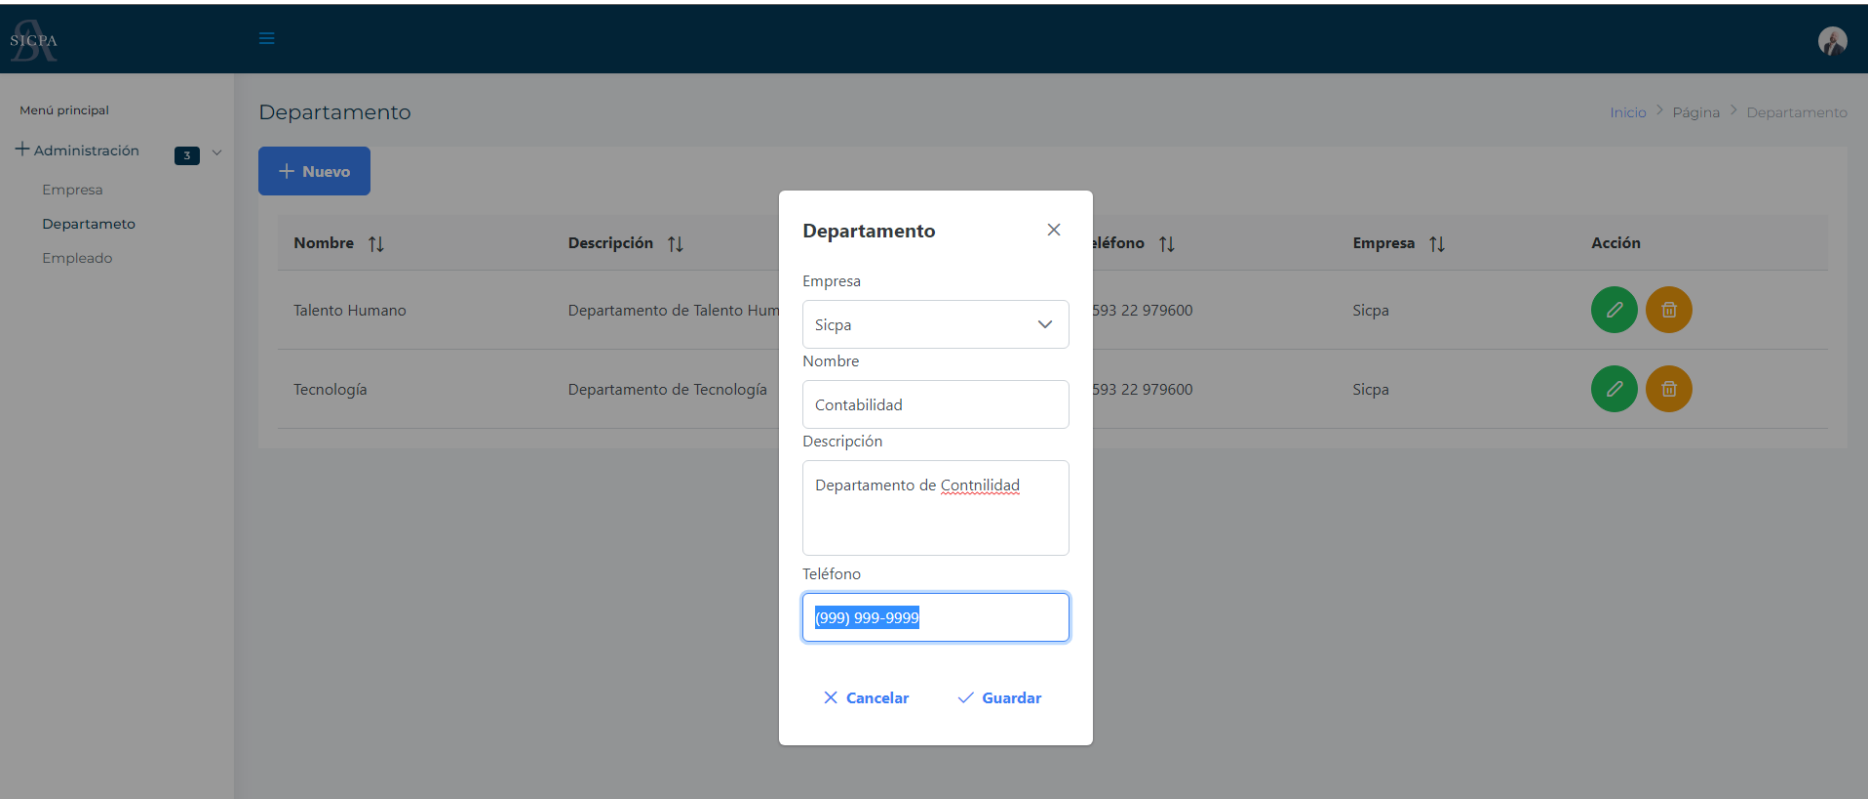 SICPA
Menú principal
Administración 3
Empresa
Departameto
Empleado
Departamento
Inicio > Página > Departamento
+ Nuevo
Nombre Descripción eléfono Empresa Acción
Talento Humano Departamento de Talento Hum 593 22 979600 Sicpa
Tecnología Departamento de Tecnología 593 22 979600 Sicpa
Departamento
Empresa
Sicpa
Nombre
Contabilidad
Descripción
Departamento de Contnilidad
Teléfono
(999) 999-9999
Cancelar Guardar